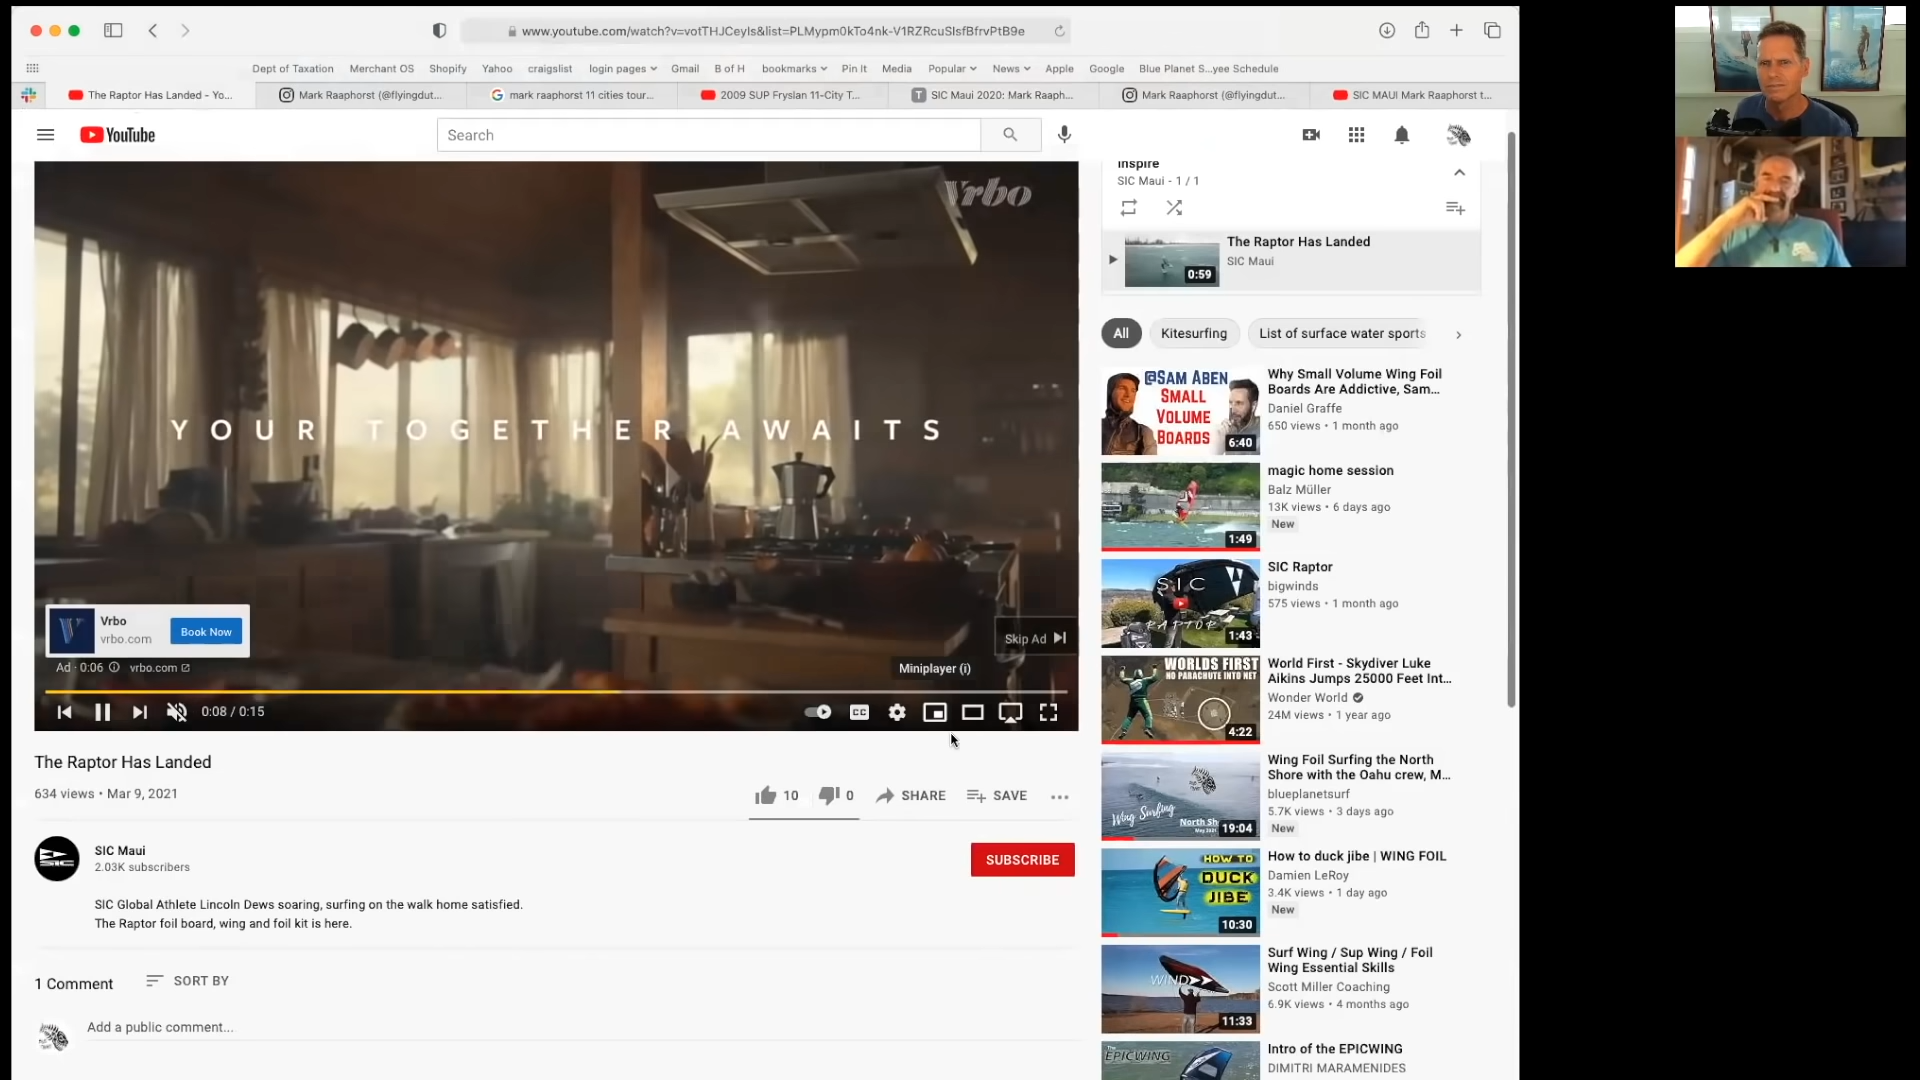 www.youtube.com/watch?v=votTHJCeyIs&list=PLMypm0kTo4nk-V1RZRcuSIsfBfrvPtB9e
Dept of Taxation Merchant OS Shopify Yahoo craigslist login pages Gmail B of H bookmarks Pin It Media Popular News Apple Google Blue Planet S...yee Schedule
The Raptor Has Landed - Yo... Mark Raaphorst (@flyingdut... mark raaphorst 11 cities tour... 2009 SUP Fryslan 11-City T... T SIC Maui 2020: Mark Raaph... Mark Raaphorst (@flyingdut... SIC MAUI Mark Raaphorst t...
YouTube
Search
Vrbo
YOUR TOGETHER AWAITS
Vrbo
vrbo.com
Book Now
Skip Ad
Ad · 0:06 vrbo.com
Miniplayer (i)
0:08 / 0:15
CC
The Raptor Has Landed
634 views • Mar 9, 2021
10 0 SHARE SAVE
SIC
SIC Maui
2.03K subscribers
SUBSCRIBE
SIC Global Athlete Lincoln Dews soaring, surfing on the walk home satisfied.
The Raptor foil board, wing and foil kit is here.
1 Comment SORT BY
Add a public comment...
Inspire
SIC Maui - 1 / 1
The Raptor Has Landed
SIC Maui
0:59
All Kitesurfing List of surface water sports
@SAM ABEN
SMALL
VOLUME
BOARDS
6:40
Why Small Volume Wing Foil
Boards Are Addictive, Sam...
Daniel Graffe
650 views • 1 month ago
1:49
magic home session
Balz Müller
13K views • 6 days ago
New
SIC
RAPTOR
1:43
SIC Raptor
bigwinds
575 views • 1 month ago
WORLDS FIRST
NO PARACHUTE INTO NET
4:22
World First - Skydiver Luke
Aikins Jumps 25000 Feet Int...
Wonder World
24M views • 1 year ago
Wing Surfing
North Sh
May 2021
19:04
Wing Foil Surfing the North
Shore with the Oahu crew, M...
blueplanetsurf
5.7K views • 3 days ago
New
HOW TO
DUCK
JIBE
10:30
How to duck jibe | WING FOIL
Damien LeRoy
3.4K views • 1 day ago
New
WIND
11:33
Surf Wing / Sup Wing / Foil
Wing Essential Skills
Scott Miller Coaching
6.9K views • 4 months ago
The
EPICWING
Intro of the EPICWING
DIMITRI MARAMENIDES